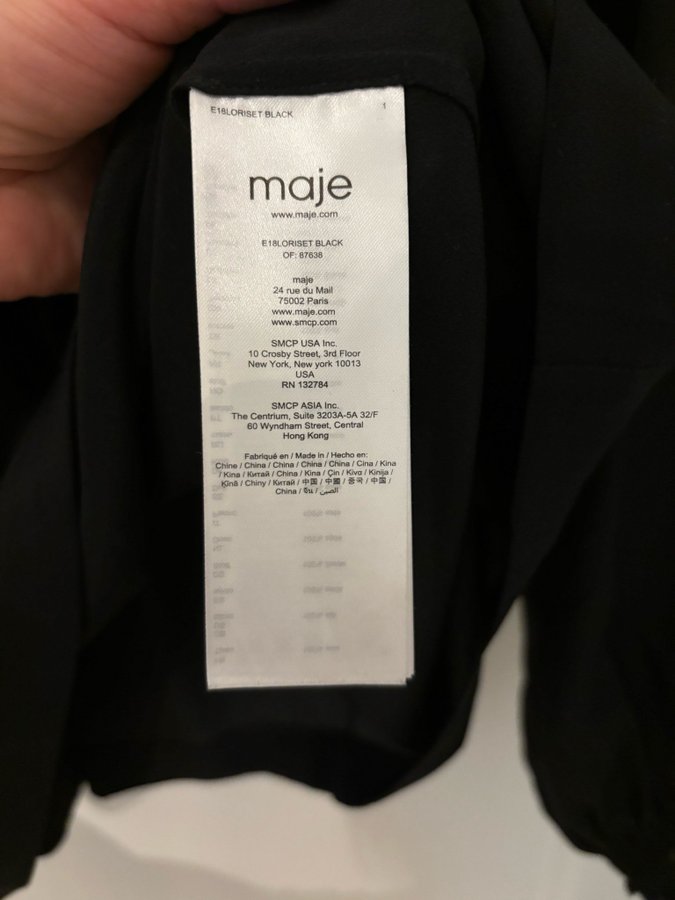 E18LORISET BLACK 1
maje
www.maje.com
E18LORISET BLACK
OF: 87638
maje
24 rue du Mail
75002 Paris
www.maje.com
www.smcp.com
SMCP USA Inc.
10 Crosby Street, 3rd Floor
New York, New york 10013
USA
RN 132784
SMCP ASIA Inc.
The Centrium, Suite 3203A-5A 32/F
60 Wyndham Street, Central
Hong Kong
Fabriqué en / Made in / Hecho en:
Chine / China / China / China / China / Cina / Kina
/ Kina / Китай / China / Kina / Çin / Kīva / Kinija /
Ķīnā / Chiny / Китай / 中国 / 中國 / 중국 / 中国 /
China / จีน / الصين